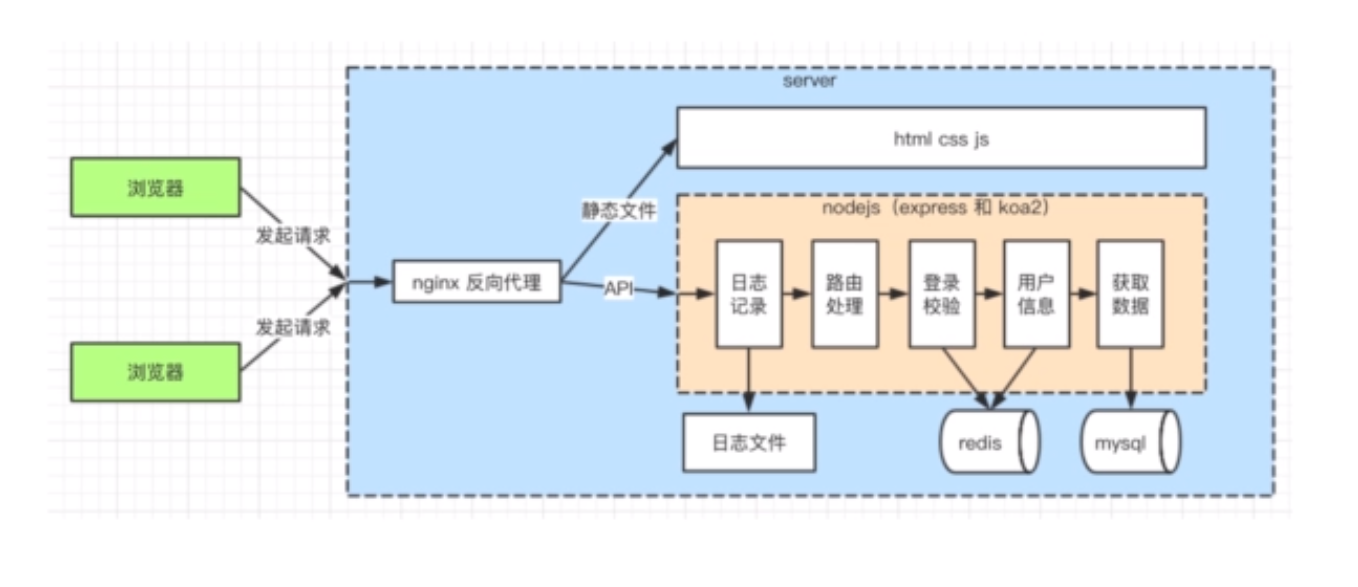 server
html css js
浏览器
静态文件
nodejs（express 和 koa2）
发起请求
nginx 反向代理
API
日志
记录
路由
处理
登录
校验
用户
信息
获取
数据
发起请求
浏览器
日志文件
redis
mysql